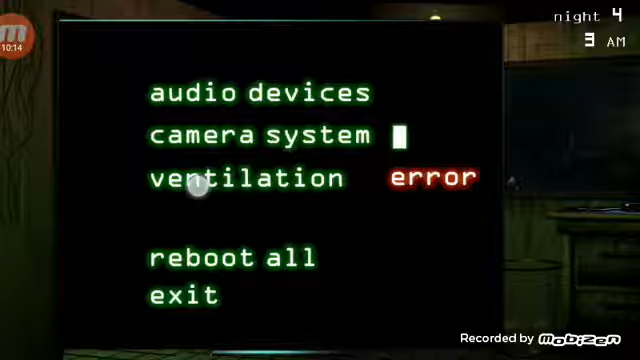 night 4
10:14
3 AM
audio devices
camera system
ventilation error
reboot all
exit
Recorded by mobizen